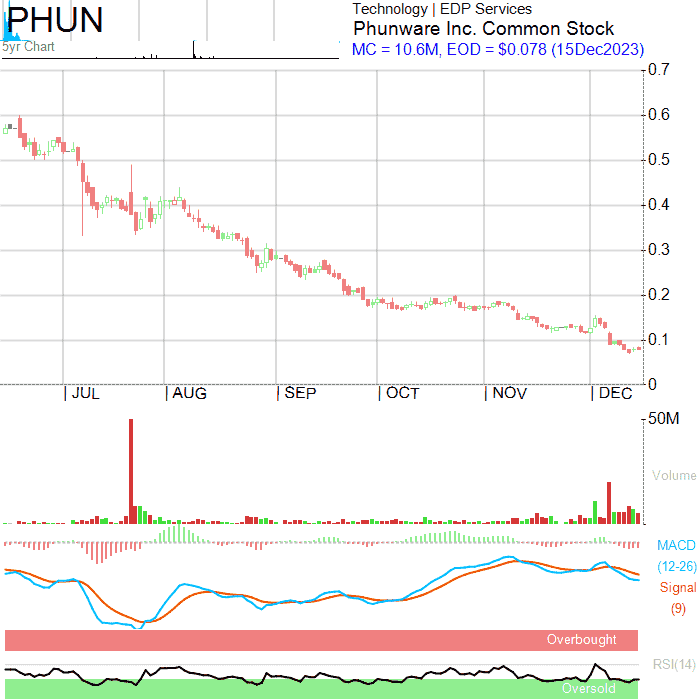 PHUN
Technology | EDP Services
Phunware Inc. Common Stock
5yr Chart
MC = 10.6M, EOD = $0.078 (15Dec2023)
0.7
0.6
0.5
0.4
0.3
0.2
0.1
0
JUL AUG SEP OCT NOV DEC
50M
Volume
MACD
(12-26)
Signal
(9)
Overbought
RSI(14)
Oversold